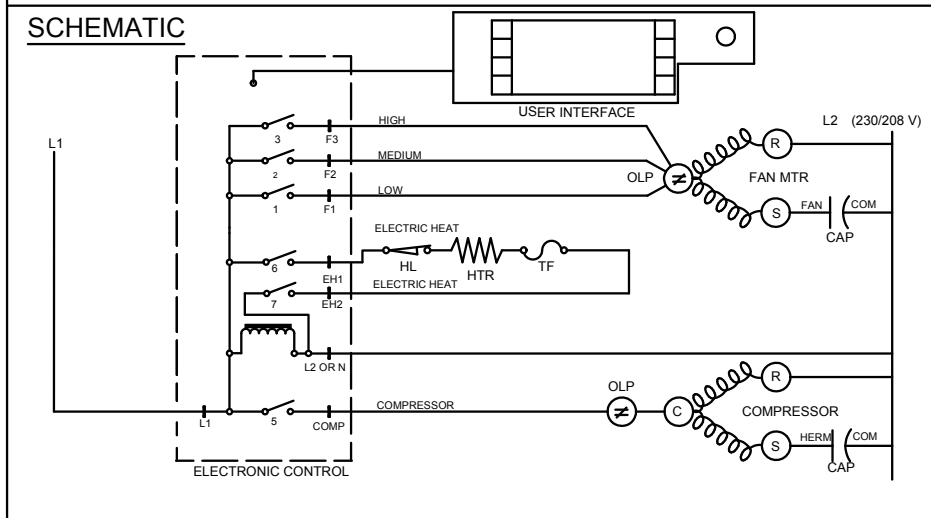 SCHEMATIC
USER INTERFACE
L1
L2 (230/208 V)
HIGH
3
F3
MEDIUM
2
F2
OLP
R
FAN MTR
LOW
1
F1
S
FAN
COM
CAP
ELECTRIC HEAT
6
EH1
HL
HTR
TF
ELECTRIC HEAT
7
EH2
L2 OR N
OLP
R
COMPRESSOR
L1
5
COMP
COMPRESSOR
C
S
HERM
COM
CAP
ELECTRONIC CONTROL